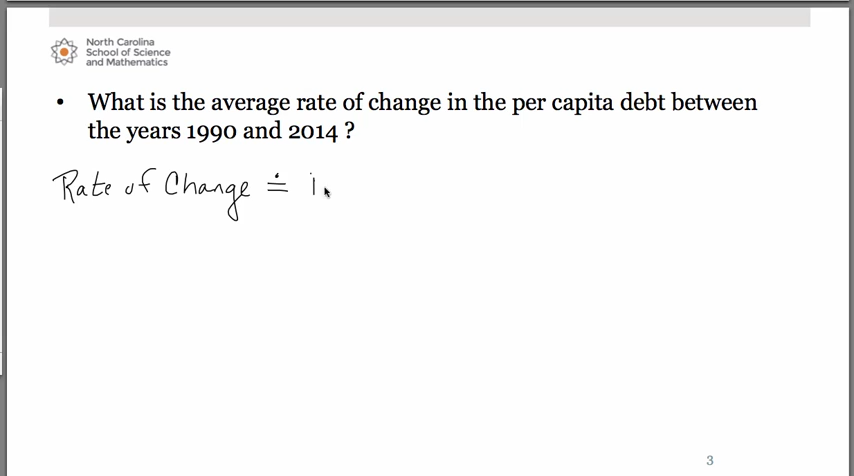 North Carolina
School of Science
and Mathematics
• What is the average rate of change in the per capita debt between
the years 1990 and 2014 ?
Rate of Change ≐ 1
3